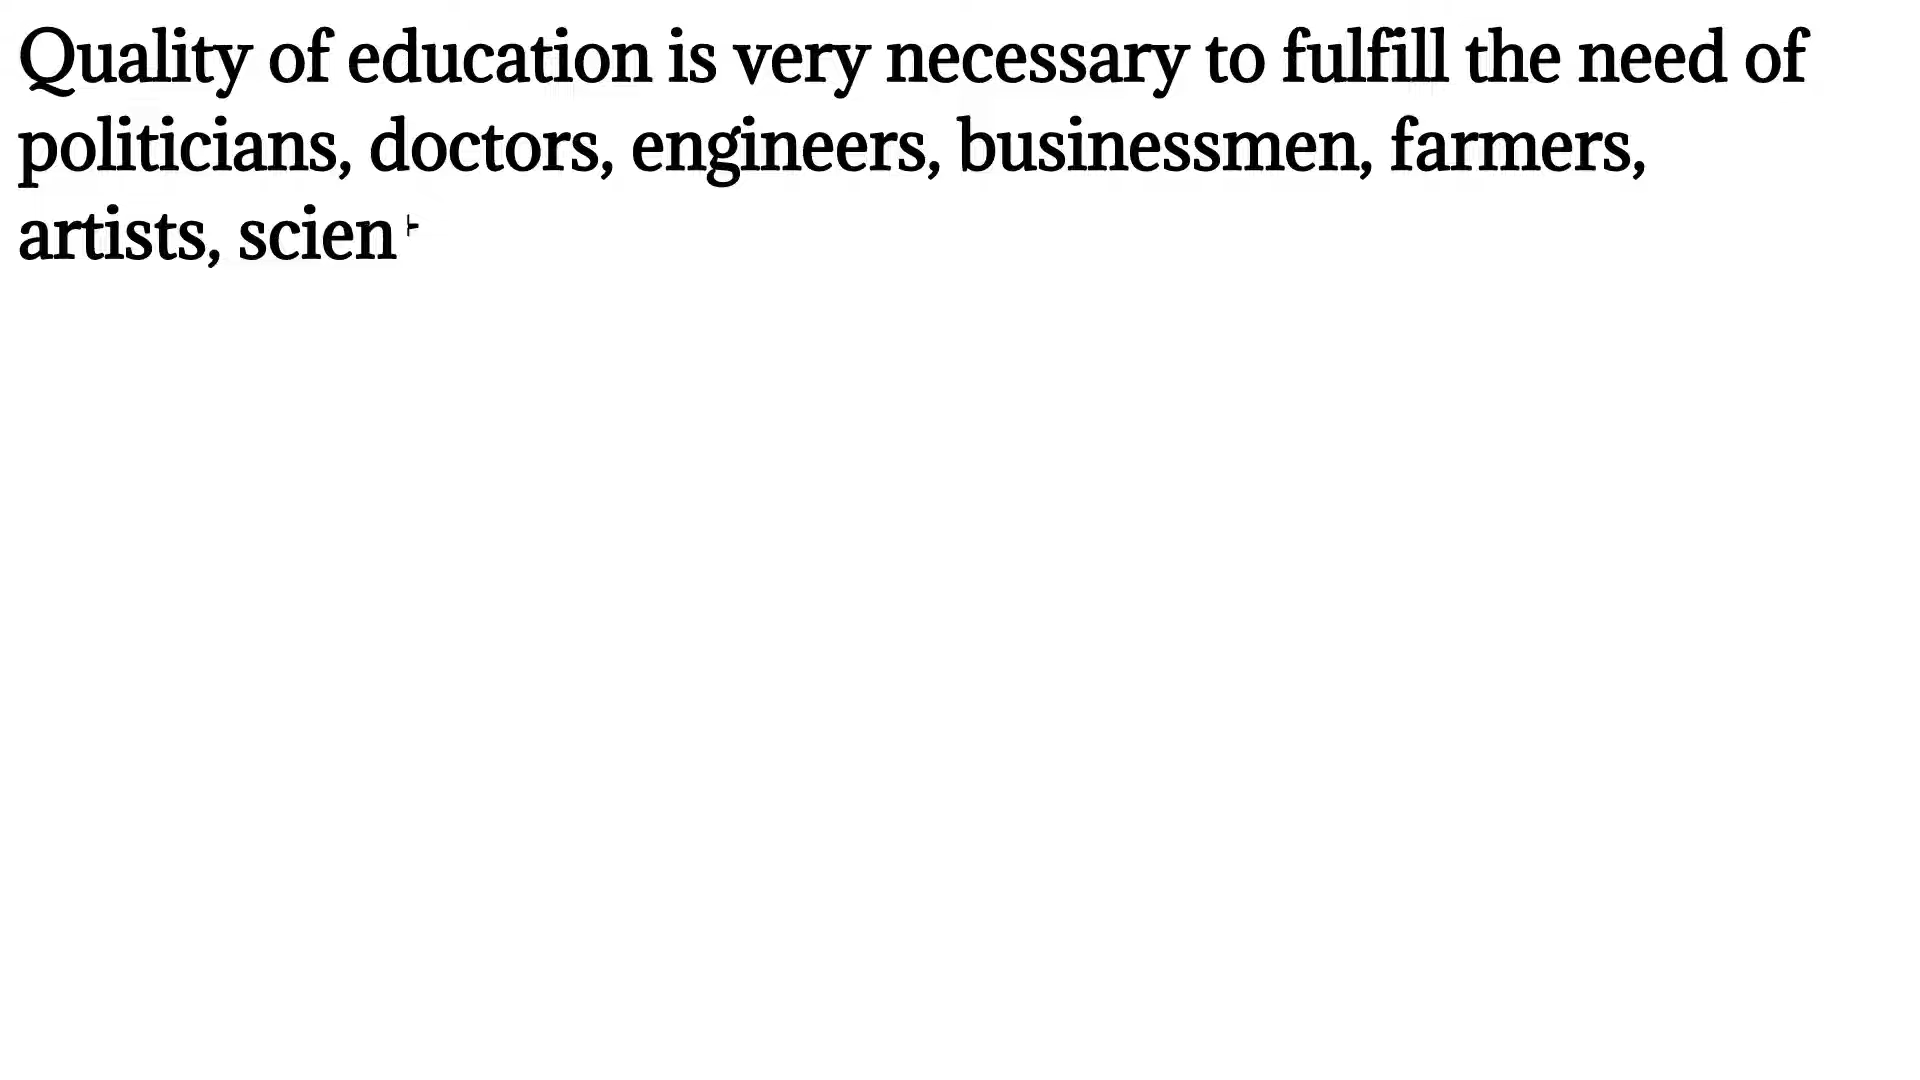 Quality of education is very necessary to fulfill the need of
politicians, doctors, engineers, businessmen, farmers,
artists, scien